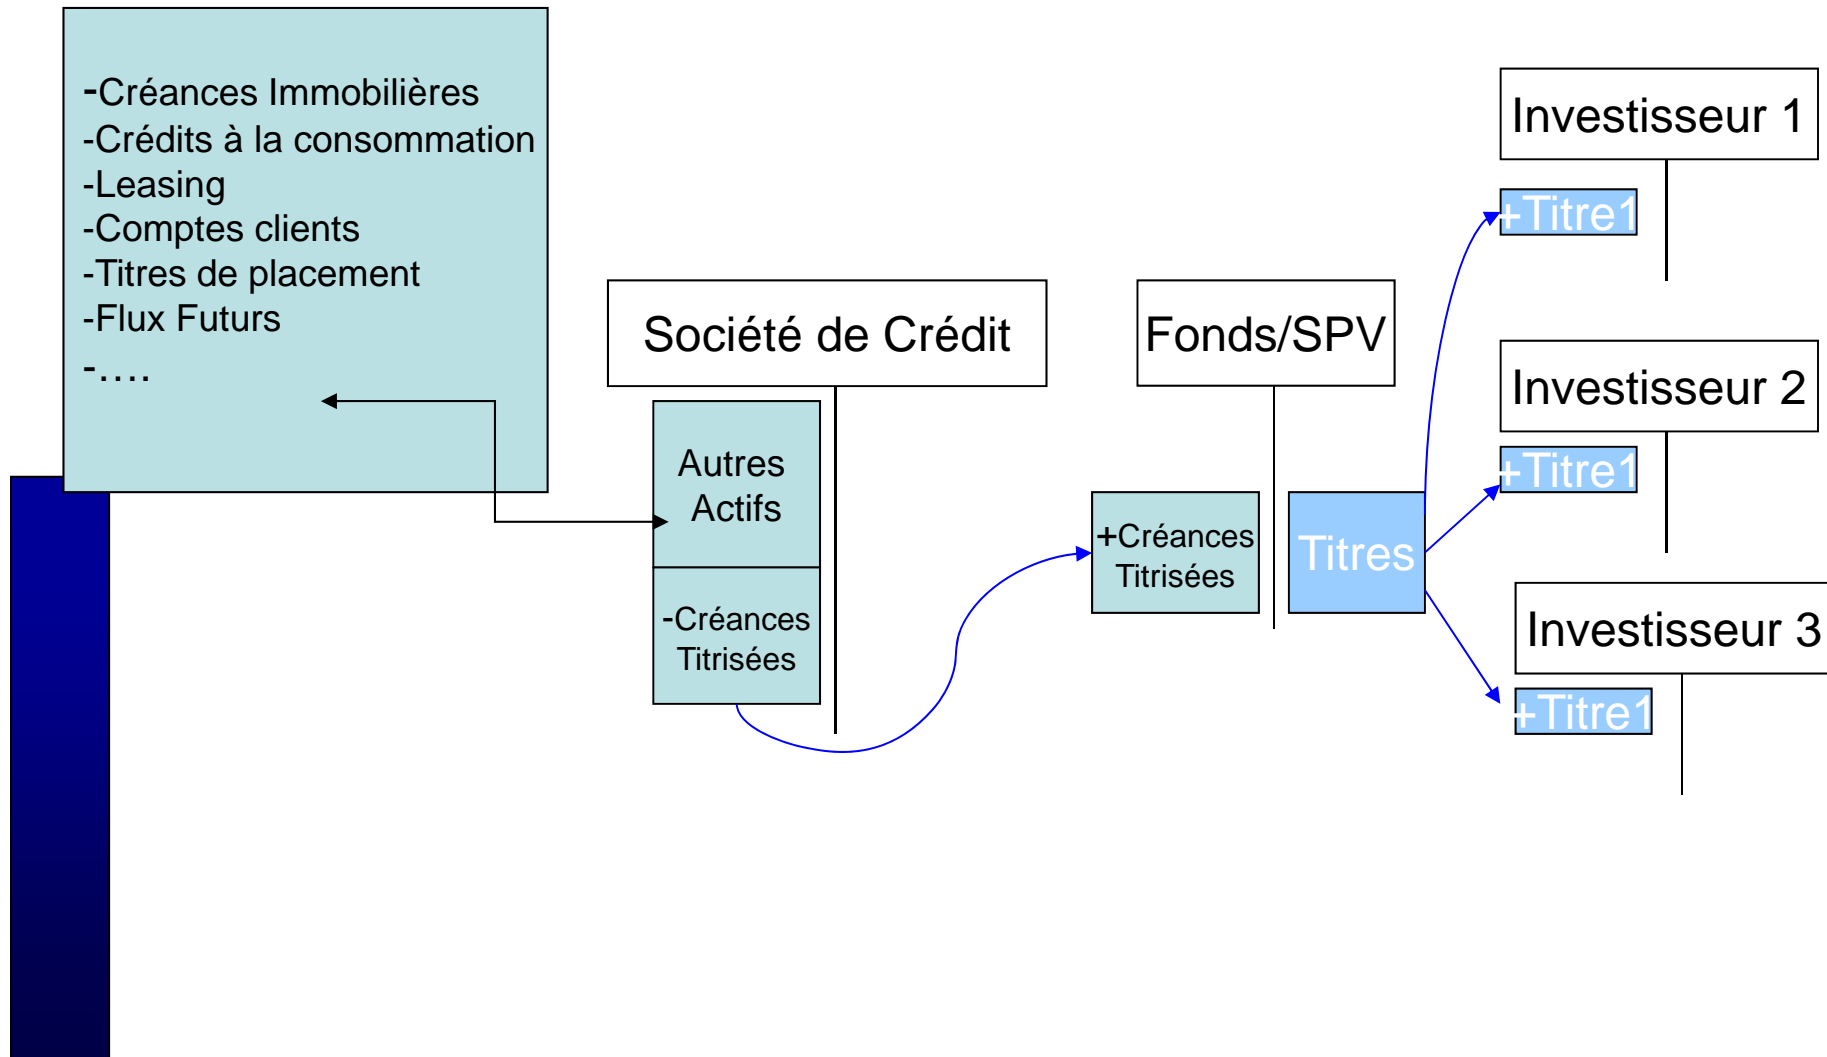 -Créances Immobilières
-Crédits à la consommation
-Leasing
-Comptes clients
-Titres de placement
-Flux Futurs
-….
Société de Crédit
Autres
Actifs
-Créances
Titrisées
Fonds/SPV
+Créances
Titrisées
Titres
Investisseur 1
+Titre1
Investisseur 2
+Titre1
Investisseur 3
+Titre1